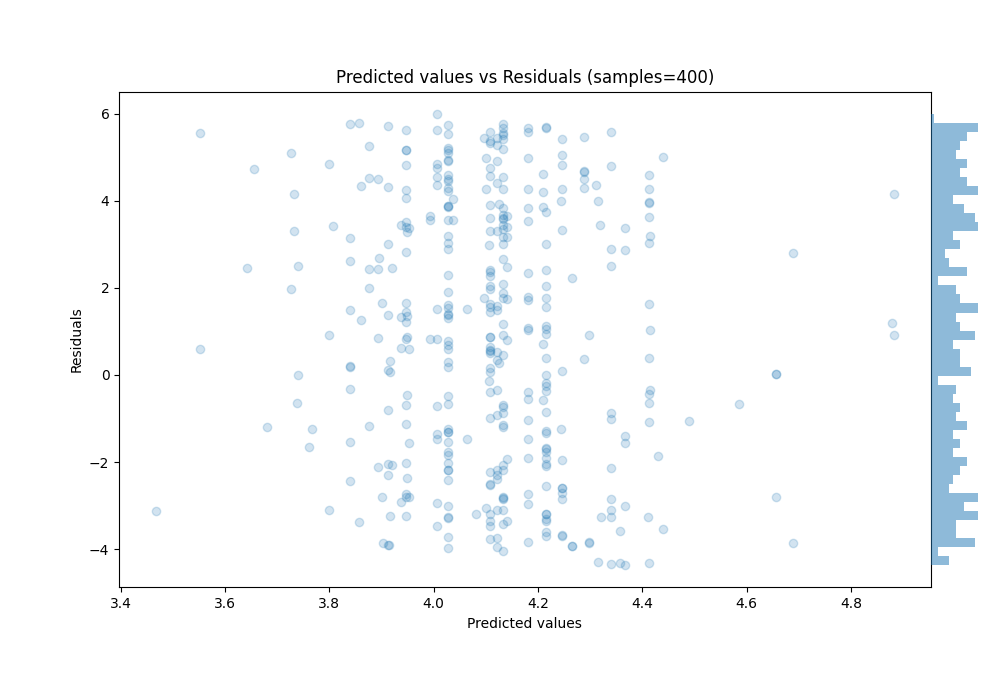 Predicted values vs Residuals (samples=400)
6
4
2
0
−2
−4
Residuals
3.4 3.6 3.8 4.0 4.2 4.4 4.6 4.8
Predicted values